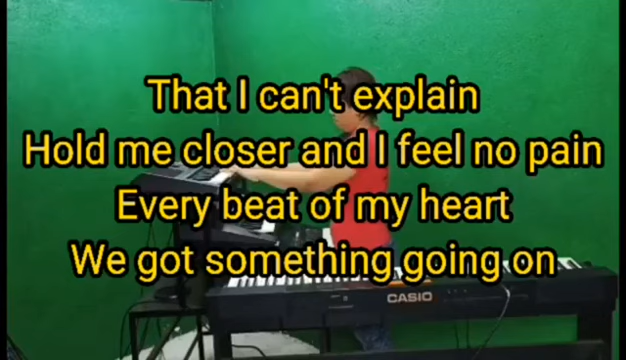 That I can't explain
Hold me closer and I feel no pain
Every beat of my heart
We got something going on
CASIO